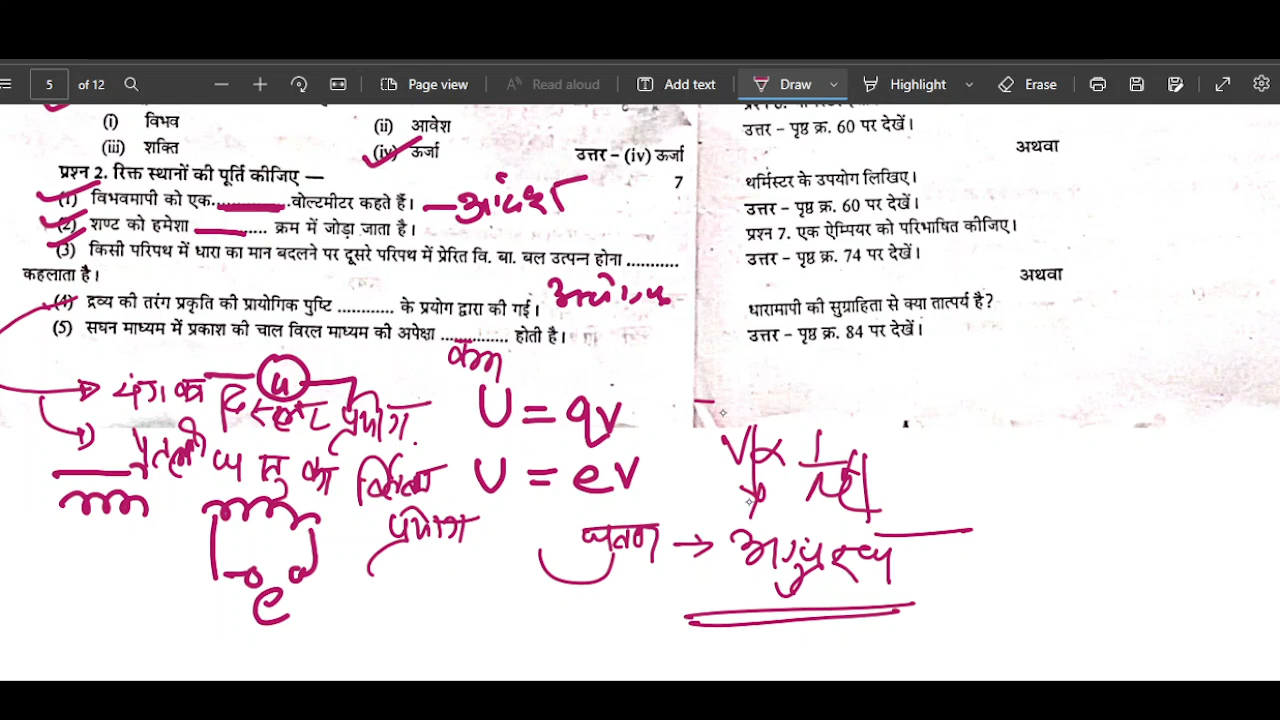 5 of 12 Page view Read aloud Add text Draw Highlight Erase
(i) विभव (ii) आवेश
(iii) शक्ति (iv) ऊर्जा उत्तर – (iv) ऊर्जा
प्रश्न 2. रिक्त स्थानों की पूर्ति कीजिए — 7
(1) विभवमापी को एक..............वोल्टमीटर कहते हैं। आदर्श
(2) शण्ट को हमेशा ............ क्रम में जोड़ा जाता है।
(3) किसी परिपथ में धारा का मान बदलने पर दूसरे परिपथ में प्रेरित वि. बा. बल उत्पन्न होना ...........
कहलाता है।
(4) द्रव्य की तरंग प्रकृति की प्रायोगिक पुष्टि ............ के प्रयोग द्वारा की गई।
(5) सघन माध्यम में प्रकाश की चाल विरल माध्यम की अपेक्षा .............. होती है।
कम
यंग का द्विस्लिट प्रयोग
U = qv
का प्रयोग
U = ev
e
उत्तर – पृष्ठ क्र. 60 पर देखें।
अथवा
थर्मिस्टर के उपयोग लिखिए।
उत्तर – पृष्ठ क्र. 60 पर देखें।
प्रश्न 7. एक ऐम्पियर को परिभाषित कीजिए।
उत्तर – पृष्ठ क्र. 74 पर देखें।
अथवा
धारामापी की सुग्राहिता से क्या तात्पर्य है?
उत्तर – पृष्ठ क्र. 84 पर देखें।
→ अनुप्रस्थ